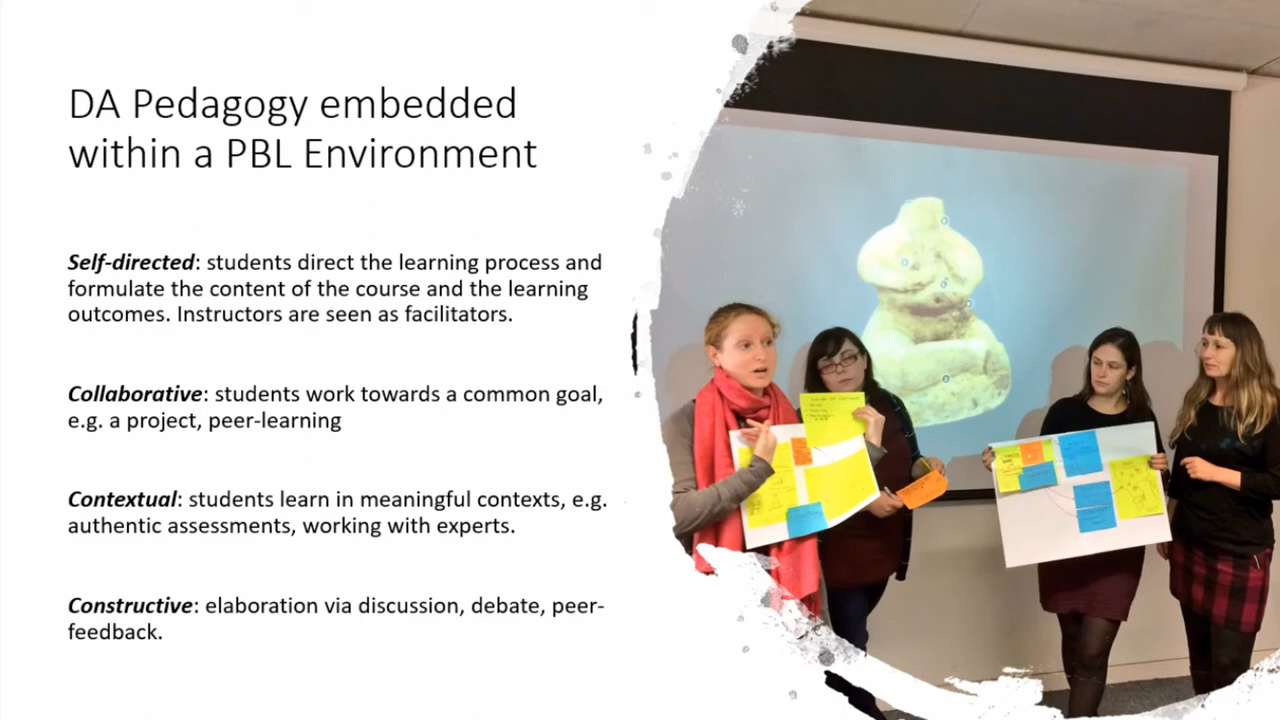 DA Pedagogy embedded
within a PBL Environment
Self-directed: students direct the learning process and
formulate the content of the course and the learning
outcomes. Instructors are seen as facilitators.
Collaborative: students work towards a common goal,
e.g. a project, peer-learning
Contextual: students learn in meaningful contexts, e.g.
authentic assessments, working with experts.
Constructive: elaboration via discussion, debate, peer-
feedback.